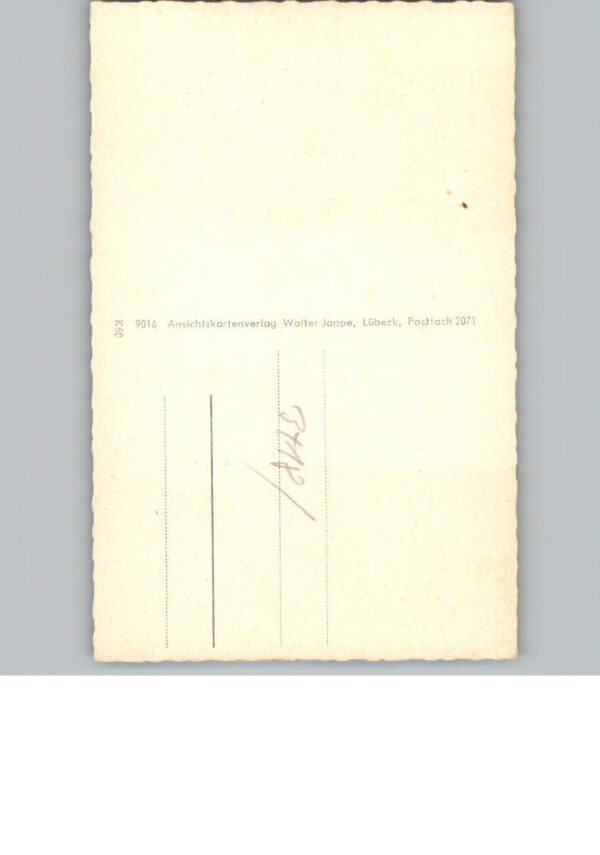 9016 Ansichtskartenverlag Walter Jappe, Lübeck, Postfach 2071